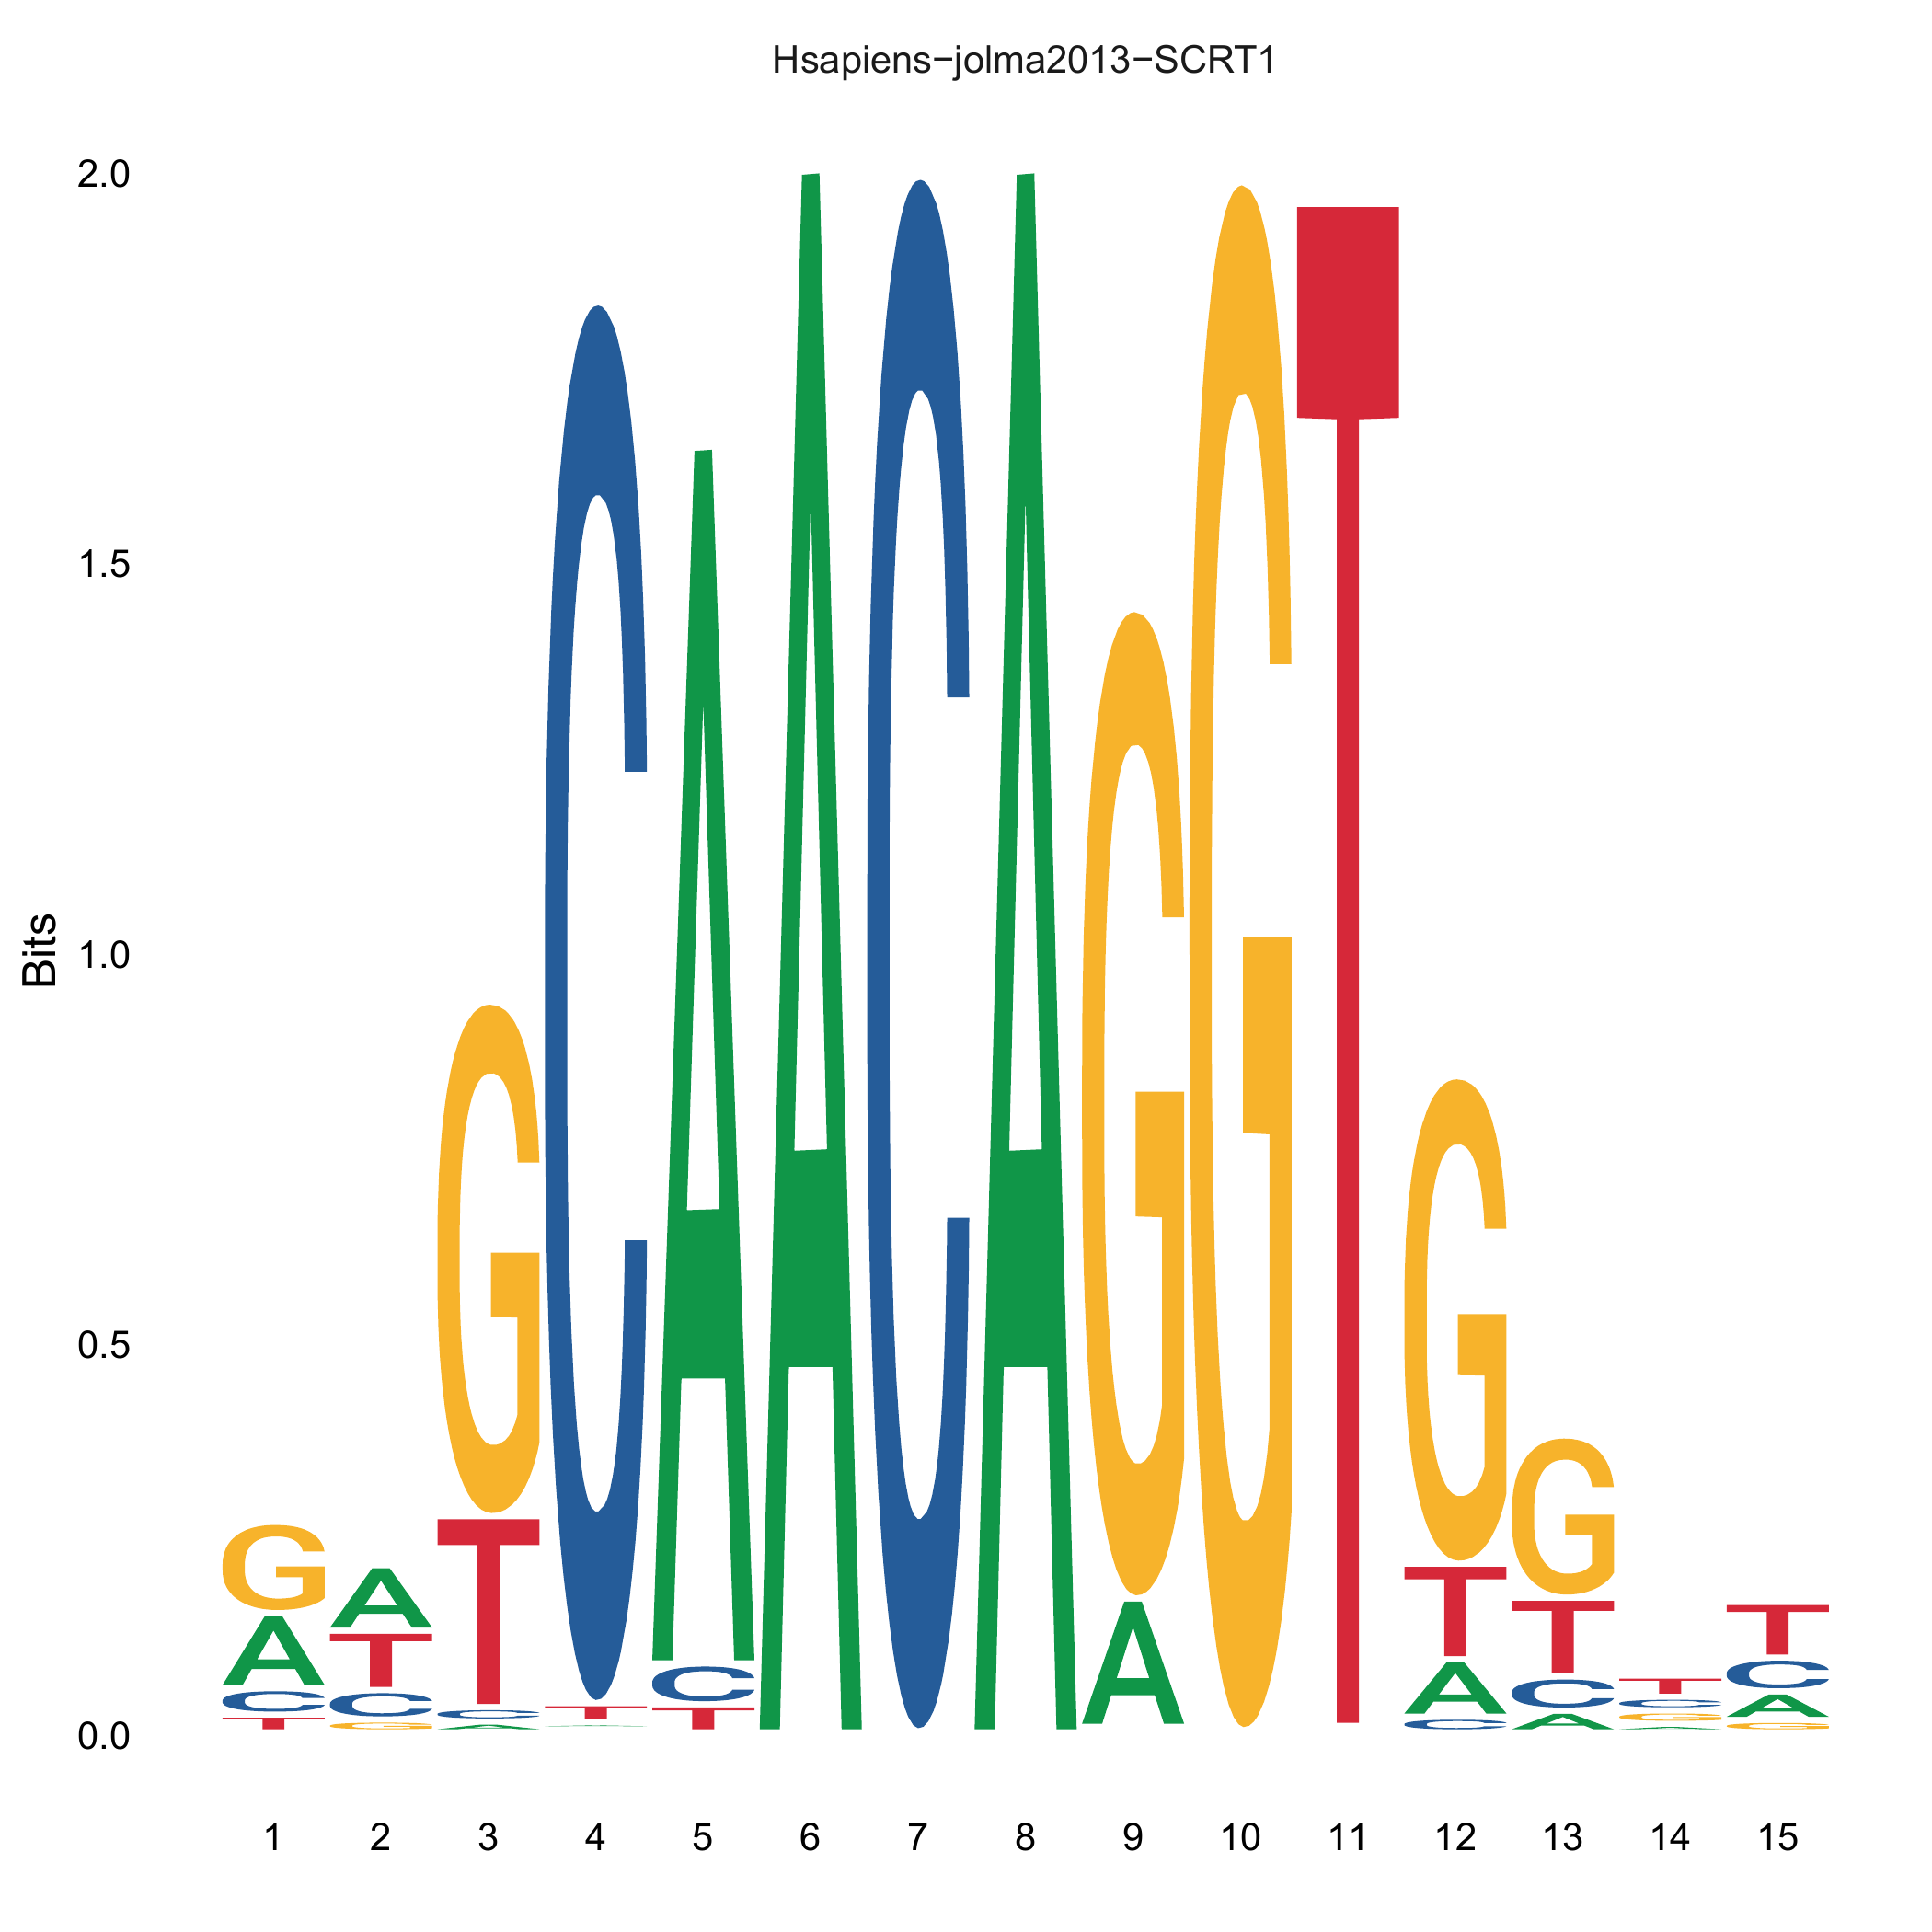 Hsapiens−jolma2013−SCRT1
2.0
1.5
1.0
0.5
0.0
Bits
G A C T
A T C G
G T C A
C T A
A C T
A
C
A
G A
G
T
G T A C
G T C A
T C G A
T C A G
1 2 3 4 5 6 7 8 9 10 11 12 13 14 15